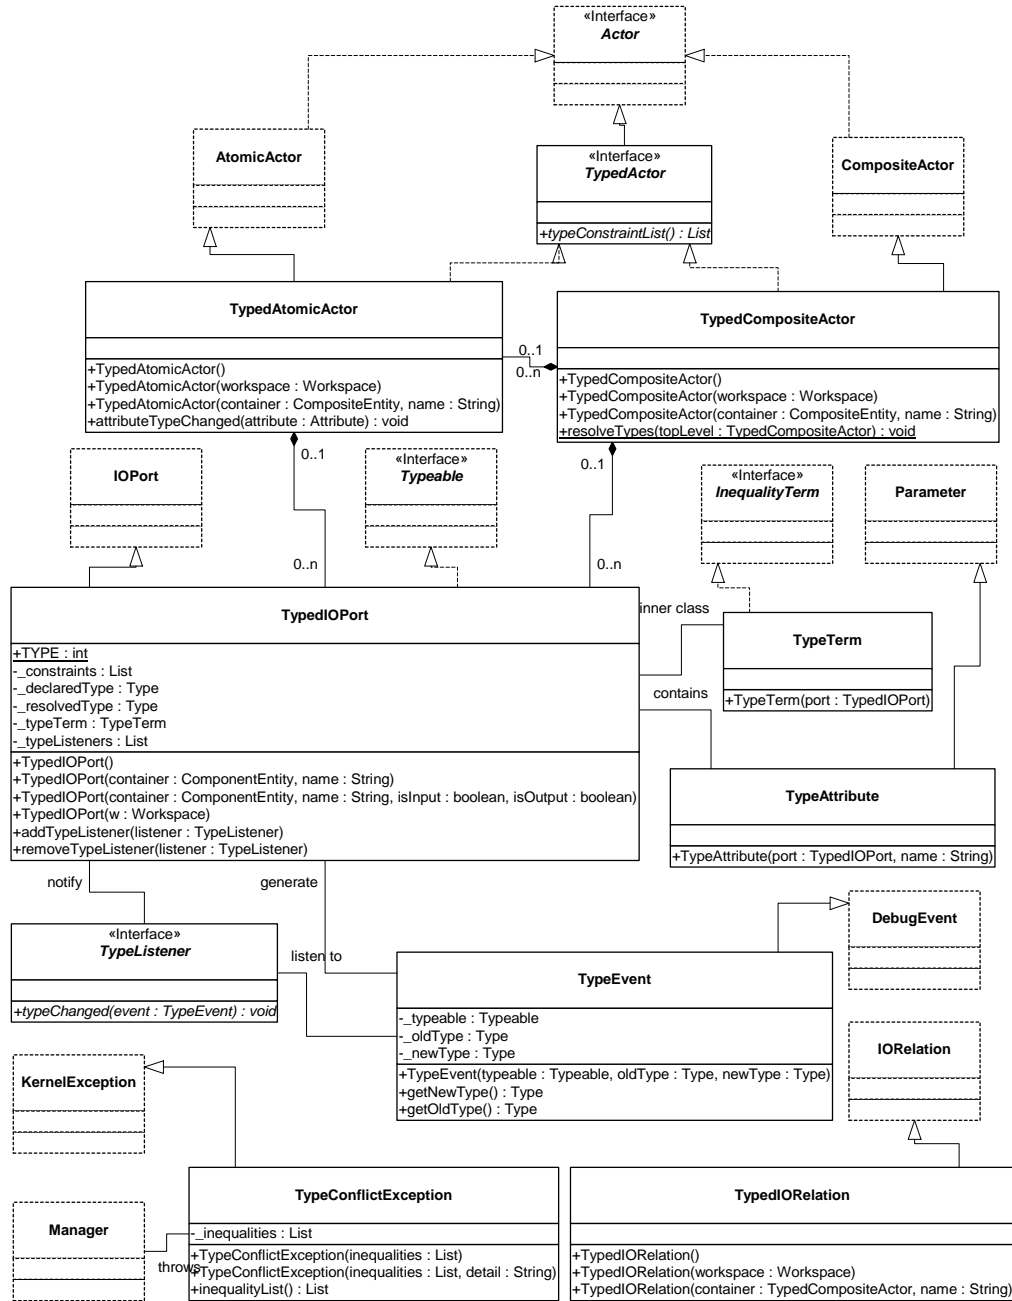 «Interface»
Actor
AtomicActor
«Interface»
TypedActor
+typeConstraintList() : List
CompositeActor
TypedAtomicActor
+TypedAtomicActor()
+TypedAtomicActor(workspace : Workspace)
+TypedAtomicActor(container : CompositeEntity, name : String)
+attributeTypeChanged(attribute : Attribute) : void
0..1
0..n
TypedCompositeActor
+TypedCompositeActor()
+TypedCompositeActor(workspace : Workspace)
+TypedCompositeActor(container : CompositeEntity, name : String)
+resolveTypes(topLevel : TypedCompositeActor) : void
IOPort
0..1
«Interface»
Typeable
0..1
«Interface»
InequalityTerm
Parameter
0..n
0..n
TypedIOPort
+TYPE : int
-_constraints : List
-_declaredType : Type
-_resolvedType : Type
-_typeTerm : TypeTerm
-_typeListeners : List
+TypedIOPort()
+TypedIOPort(container : ComponentEntity, name : String)
+TypedIOPort(container : ComponentEntity, name : String, isInput : boolean, isOutput : boolean)
+TypedIOPort(w : Workspace)
+addTypeListener(listener : TypeListener)
+removeTypeListener(listener : TypeListener)
inner class
TypeTerm
+TypeTerm(port : TypedIOPort)
contains
TypeAttribute
+TypeAttribute(port : TypedIOPort, name : String)
notify
generate
«Interface»
TypeListener
+typeChanged(event : TypeEvent) : void
listen to
TypeEvent
-_typeable : Typeable
-_oldType : Type
-_newType : Type
+TypeEvent(typeable : Typeable, oldType : Type, newType : Type)
+getNewType() : Type
+getOldType() : Type
DebugEvent
IORelation
KernelException
Manager
throws
TypeConflictException
-_inequalities : List
+TypeConflictException(inequalities : List)
+TypeConflictException(inequalities : List, detail : String)
+inequalityList() : List
TypedIORelation
+TypedIORelation()
+TypedIORelation(workspace : Workspace)
+TypedIORelation(container : TypedCompositeActor, name : String)